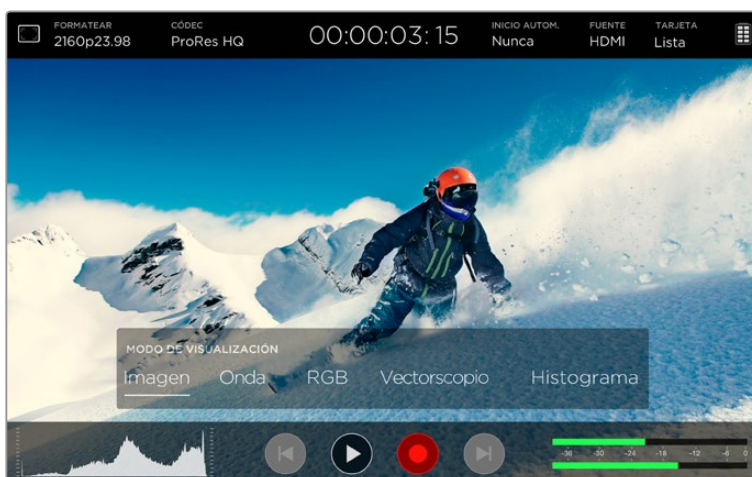 FORMATEAR
2160p23.98
CÓDEC
ProRes HQ
00:00:03:15
INICIO AUTOM.
Nunca
FUENTE
HDMI
TARJETA
Lista
MODO DE VISUALIZACIÓN
Imagen Onda RGB Vectorscopio Histograma
-36 -30 -24 -18 -12 -6 0